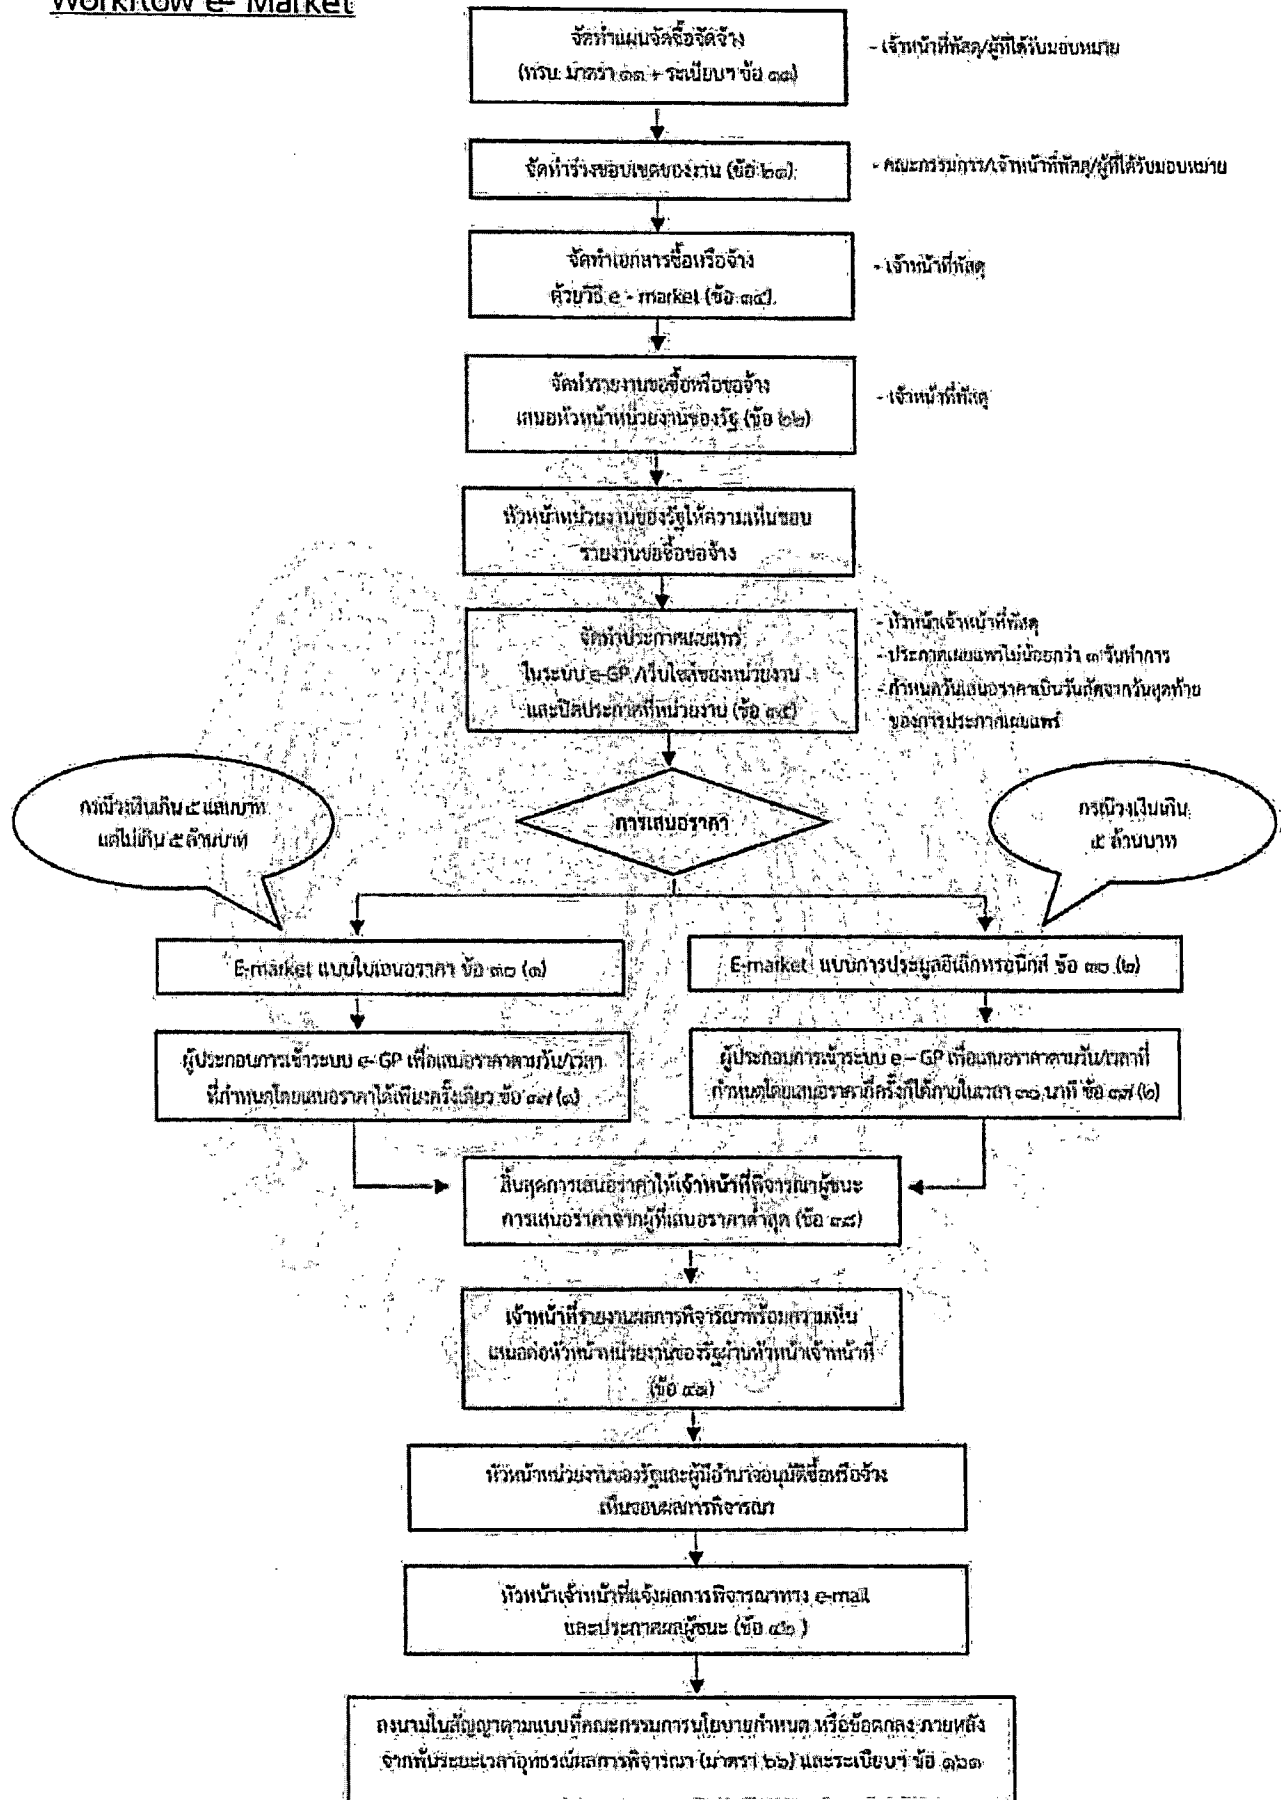 Workflow e- Market
จัดทำแผนจัดซื้อจัดจ้าง
(พรบ. มาตรา ๑๑ + ระเบียบฯ ข้อ ๑๑)
- เจ้าหน้าที่พัสดุ/ผู้ที่ได้รับมอบหมาย
จัดทำร่างขอบเขตของงาน (ข้อ ๒๑)
- คณะกรรมการ/เจ้าหน้าที่พัสดุ/ผู้ที่ได้รับมอบหมาย
จัดทำเอกสารซื้อหรือจ้าง
ด้วยวิธี e - market (ข้อ ๓๔)
- เจ้าหน้าที่พัสดุ
จัดทำรายงานขอซื้อหรือขอจ้าง
เสนอหัวหน้าหน่วยงานของรัฐ (ข้อ ๒๒)
- เจ้าหน้าที่พัสดุ
หัวหน้าหน่วยงานของรัฐให้ความเห็นชอบ
รายงานขอซื้อขอจ้าง
จัดทำประกาศเผยแพร่
ในระบบ e-GP /เว็บไซต์ของหน่วยงาน
และปิดประกาศที่หน่วยงาน (ข้อ ๓๕)
- หัวหน้าเจ้าหน้าที่พัสดุ
- ประกาศเผยแพร่ไม่น้อยกว่า ๓ วันทำการ
- กำหนดวันเสนอราคาเป็นวันถัดจากวันสุดท้าย
ของการประกาศเผยแพร่
กรณีวงเงินเกิน ๕ แสนบาท
แต่ไม่เกิน ๕ ล้านบาท
การเสนอราคา
กรณีวงเงินเกิน
๕ ล้านบาท
E-market แบบใบเสนอราคา ข้อ ๓๐ (๑)
E-market แบบการประมูลอิเล็กทรอนิกส์ ข้อ ๓๐ (๒)
ผู้ประกอบการเข้าระบบ e- GP เพื่อเสนอราคาตามวัน/เวลา
ที่กำหนดโดยเสนอราคาได้เพียงครั้งเดียว ข้อ ๓๗ (๑)
ผู้ประกอบการเข้าระบบ e – GP เพื่อเสนอราคาตามวัน/เวลาที่
กำหนดโดยเสนอราคากี่ครั้งก็ได้ภายในเวลา ๓๐ นาที ข้อ ๓๗ (๒)
สิ้นสุดการเสนอราคาให้เจ้าหน้าที่พิจารณาผู้ชนะ
การเสนอราคาจากผู้ที่เสนอราคาต่ำสุด (ข้อ ๓๘)
เจ้าหน้าที่รายงานผลการพิจารณาพร้อมความเห็น
เสนอต่อหัวหน้าหน่วยงานของรัฐผ่านหัวหน้าเจ้าหน้าที่
(ข้อ ๔๑)
หัวหน้าหน่วยงานของรัฐและผู้มีอำนาจอนุมัติซื้อหรือจ้าง
เห็นชอบผลการพิจารณา
หัวหน้าเจ้าหน้าที่แจ้งผลการพิจารณาทาง e-mail
และประกาศผลผู้ชนะ (ข้อ ๔๒ )
ลงนามในสัญญาตามแบบที่คณะกรรมการนโยบายกำหนด หรือข้อตกลง ภายหลัง
จากพ้นระยะเวลาอุทธรณ์ผลการพิจารณา (มาตรา ๖๖) และระเบียบฯ ข้อ ๑๖๑